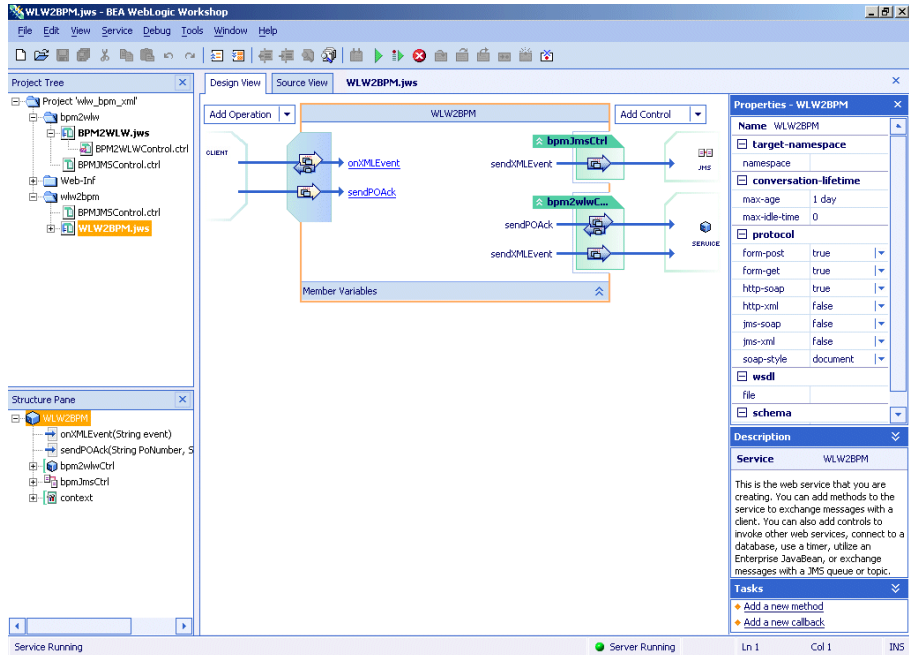 WLW2BPM.jws - BEA WebLogic Workshop
File Edit View Service Debug Tools Window Help
Project Tree
Project 'wlw_bpm_xml'
bpm2wlw
BPM2WLW.jws
BPM2WLWControl.ctrl
BPMJMSControl.ctrl
Web-Inf
wlw2bpm
BPMJMSControl.ctrl
WLW2BPM.jws
Structure Pane
WLW2BPM
onXMLEvent(String event)
sendPOAck(String PoNumber, S
bpm2wlwCtrl
bpmJmsCtrl
context
Design View Source View WLW2BPM.jws
Add Operation WLW2BPM Add Control
CLIENT
onXMLEvent
sendPOAck
bpmJmsCtrl
sendXMLEvent
JMS
bpm2wlwC...
sendPOAck
sendXMLEvent
SERVICE
Member Variables
Properties - WLW2BPM
Name WLW2BPM
target-namespace
namespace
conversation-lifetime
max-age 1 day
max-idle-time 0
protocol
form-post true
form-get true
http-soap true
http-xml false
jms-soap false
jms-xml false
soap-style document
wsdl
file
schema
Description
Service WLW2BPM
This is the web service that you are
creating. You can add methods to the
service to exchange messages with a
client. You can also add controls to
invoke other web services, connect to a
database, use a timer, utilize an
Enterprise JavaBean, or exchange
messages with a JMS queue or topic.
Tasks
Add a new method
Add a new callback
Service Running Server Running Ln 1 Col 1 INS